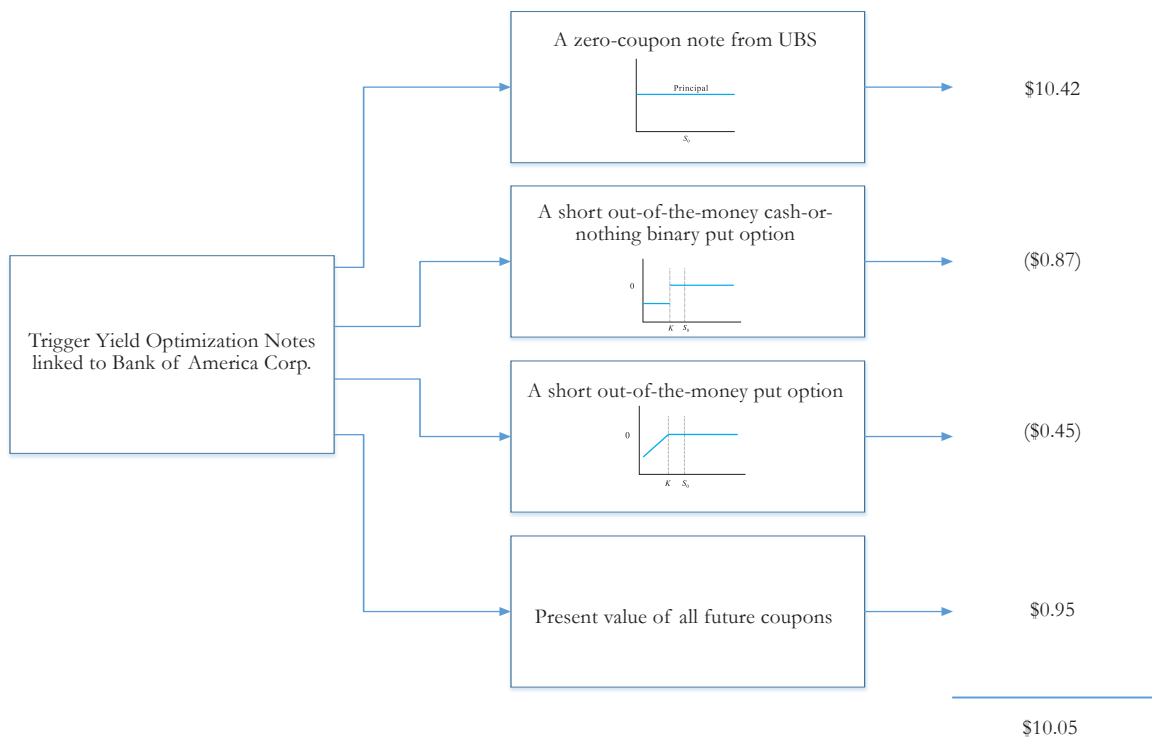 A zero-coupon note from UBS
Principal
S0
$10.42
A short out-of-the-money cash-or-
nothing binary put option
0
K S0
($0.87)
Trigger Yield Optimization Notes
linked to Bank of America Corp.
A short out-of-the-money put option
0
K S0
($0.45)
Present value of all future coupons
$0.95
$10.05